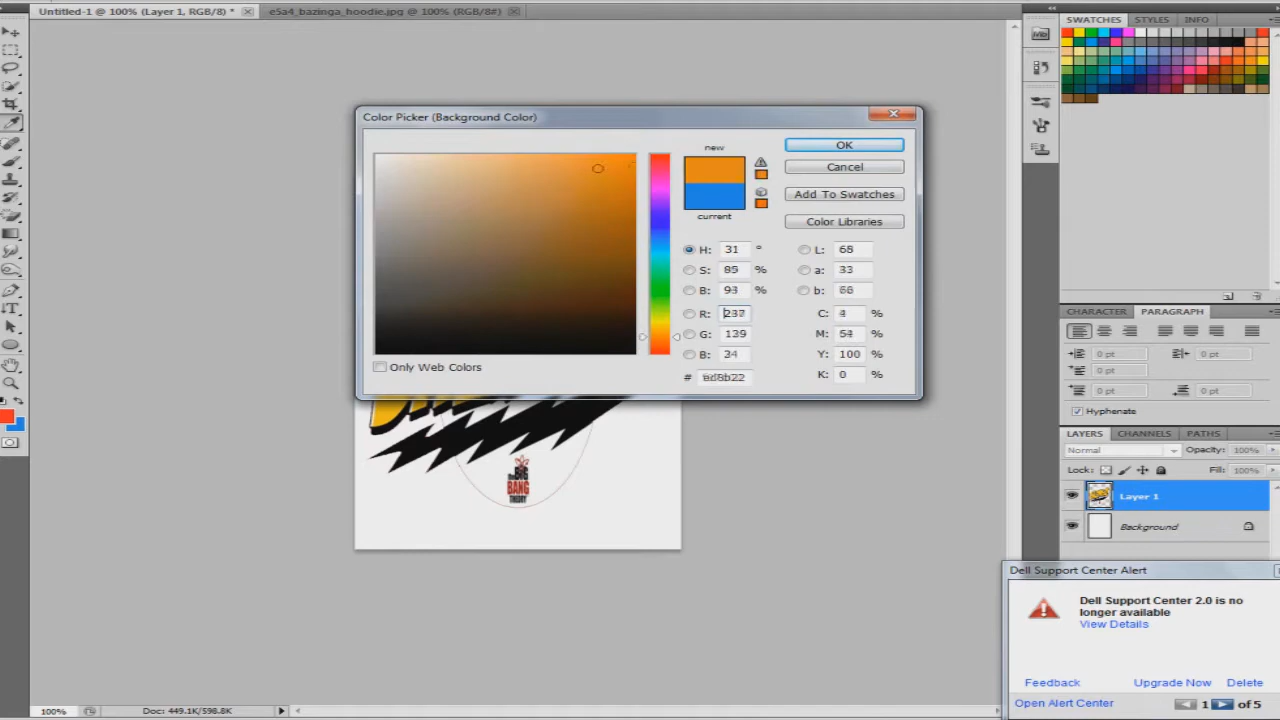 Untitled-1 @ 100% (Layer 1, RGB/8) *
e5a4_bazinga_hoodie.jpg @ 100% (RGB/8#)
SWATCHES STYLES INFO
Color Picker (Background Color)
new
current
OK
Cancel
Add To Swatches
Color Libraries
H: 31 °
S: 85 %
B: 93 %
R: 237
G: 139
B: 34
# ed8b22
L: 68
a: 33
b: 66
C: 4 %
M: 54 %
Y: 100 %
K: 0 %
Only Web Colors
the BIG
BANG
THEORY
CHARACTER PARAGRAPH
0 pt 0 pt
0 pt
0 pt 0 pt
Hyphenate
LAYERS CHANNELS PATHS
Normal Opacity: 100%
Lock: Fill: 100%
Layer 1
Background
Dell Support Center Alert
Dell Support Center 2.0 is no
longer available
View Details
Feedback Upgrade Now Delete
Open Alert Center 1 of 5
100% Doc: 449.1K/598.8K